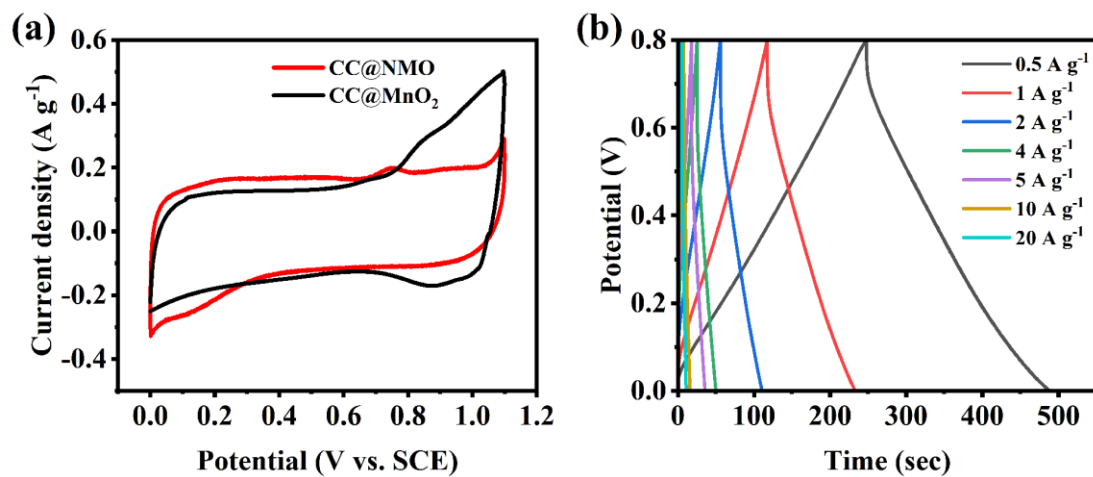 (a)
Current density (A g⁻¹)
0.6
0.4
0.2
0.0
-0.2
-0.4
CC@NMO
CC@MnO₂
0.0 0.2 0.4 0.6 0.8 1.0 1.2
Potential (V vs. SCE)
(b)
Potential (V)
0.8
0.6
0.4
0.2
0.0
0.5 A g⁻¹
1 A g⁻¹
2 A g⁻¹
4 A g⁻¹
5 A g⁻¹
10 A g⁻¹
20 A g⁻¹
0 100 200 300 400 500
Time (sec)